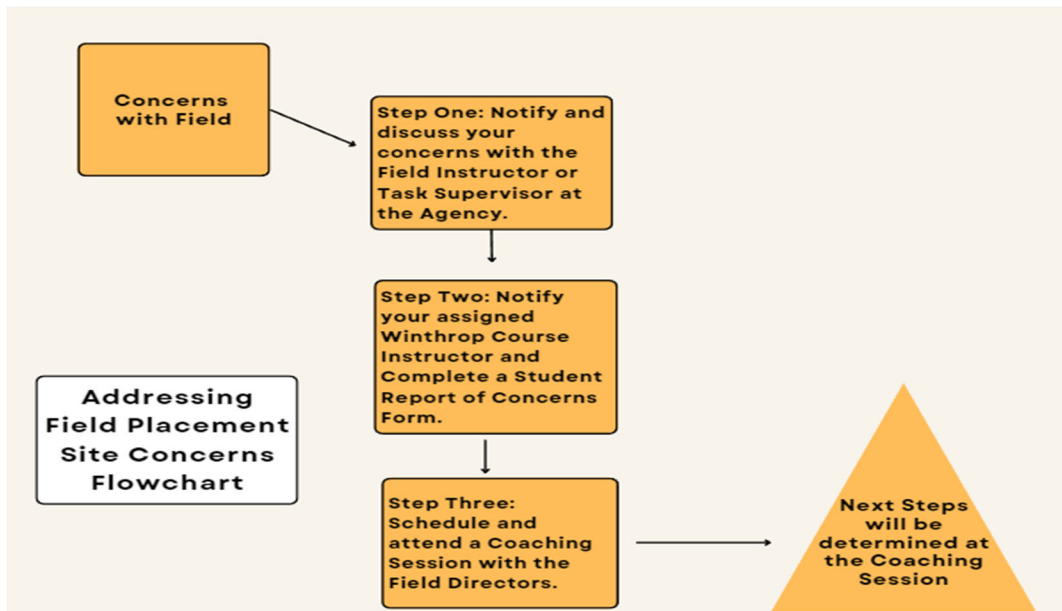 Concerns
with Field
Step One: Notify and
discuss your
concerns with the
Field Instructor or
Task Supervisor at
the Agency.
Step Two: Notify
your assigned
Winthrop Course
Instructor and
Complete a Student
Report of Concerns
Form.
Addressing
Field Placement
Site Concerns
Flowchart
Step Three:
Schedule and
attend a Coaching
Session with the
Field Directors.
Next Steps
will be
determined at
the Coaching
Session